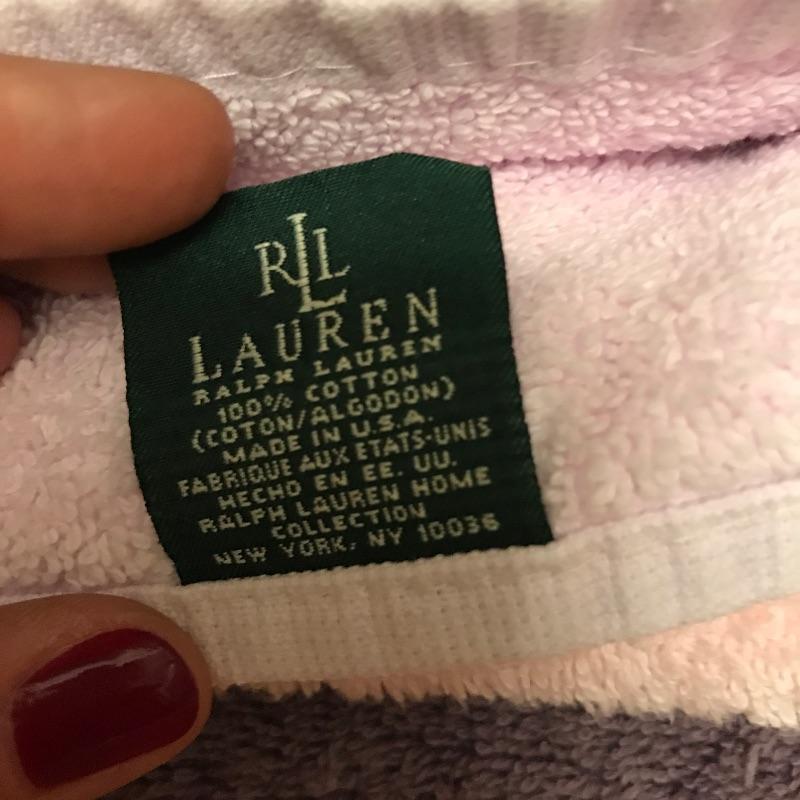 RLL
LAUREN
RALPH LAUREN
100% COTTON
(COTON/ALGODON)
MADE IN U.S.A.
FABRIQUE AUX ETATS-UNIS
HECHO EN EE. UU.
RALPH LAUREN HOME
COLLECTION
NEW YORK, NY 10036